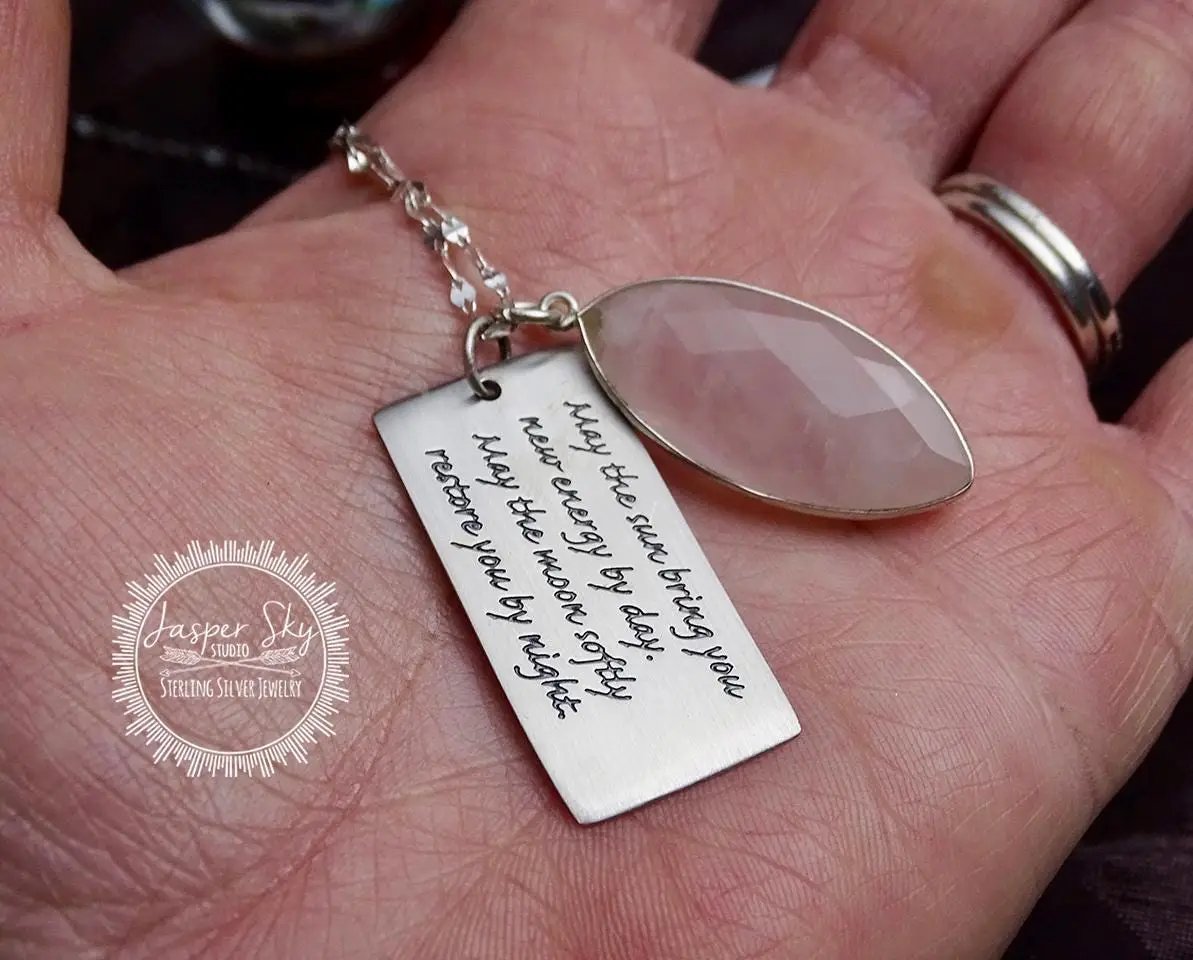 May the sun bring you
new energy by day.
May the moon softly
restore you by night.
Jasper Sky
STUDIO
STERLING SILVER JEWELRY